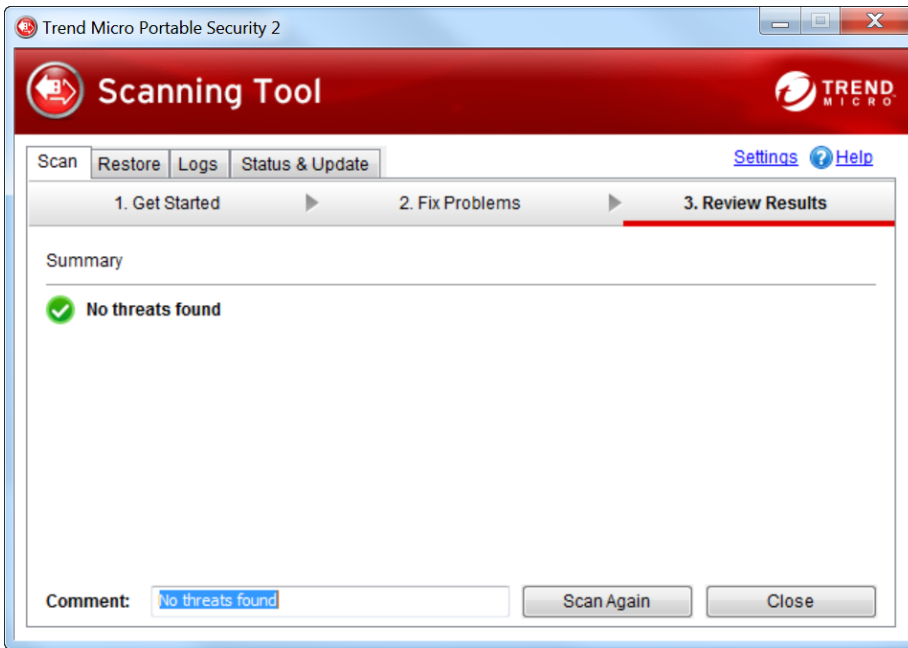 Trend Micro Portable Security 2
Scanning Tool
TREND
MICRO
Scan Restore Logs Status & Update Settings ? Help
1. Get Started 2. Fix Problems 3. Review Results
Summary
No threats found
Comment: No threats found Scan Again Close